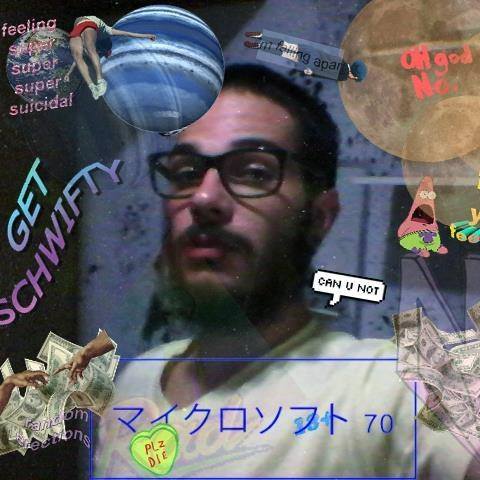 feeling
super
super
super
suicidal
I'm falling apart
OH god
No.
GET
SCHWIFTY
CAN U NOT
random
erections
マイクロソフト 70
PLZ
DIE